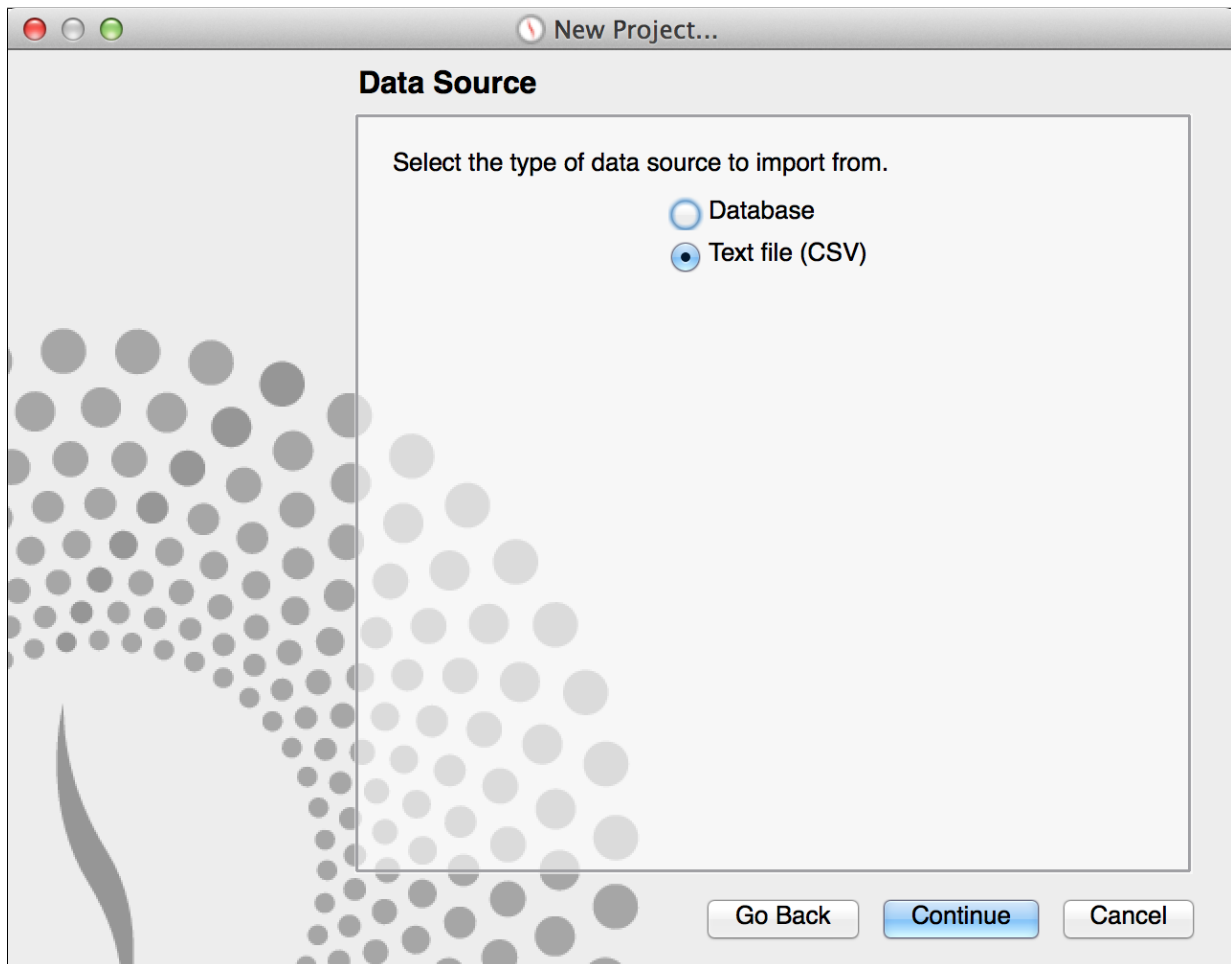 New Project...
Data Source
Select the type of data source to import from.
Database
Text file (CSV)
Go Back Continue Cancel